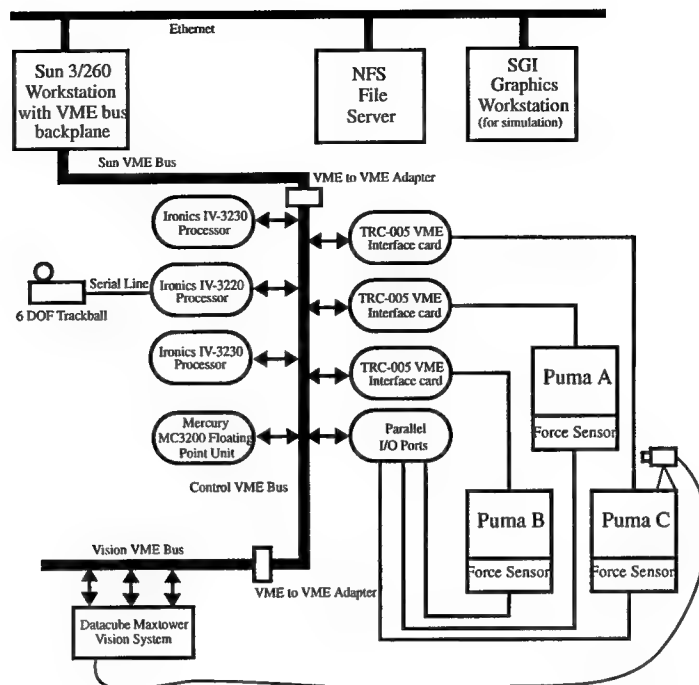 Ethernet
Sun 3/260
Workstation
with VME bus
backplane
NFS
File
Server
SGI
Graphics
Workstation
(for simulation)
Sun VME Bus
VME to VME Adapter
Ironics IV-3230
Processor
TRC-005 VME
Interface card
Serial Line
6 DOF Trackball
Ironics IV-3220
Processor
TRC-005 VME
Interface card
Ironics IV-3230
Processor
TRC-005 VME
Interface card
Puma A
Force Sensor
Mercury
MC3200 Floating
Point Unit
Parallel
I/O Ports
Control VME Bus
Puma B
Force Sensor
Puma C
Force Sensor
Vision VME Bus
VME to VME Adapter
Datacube Maxtower
Vision System